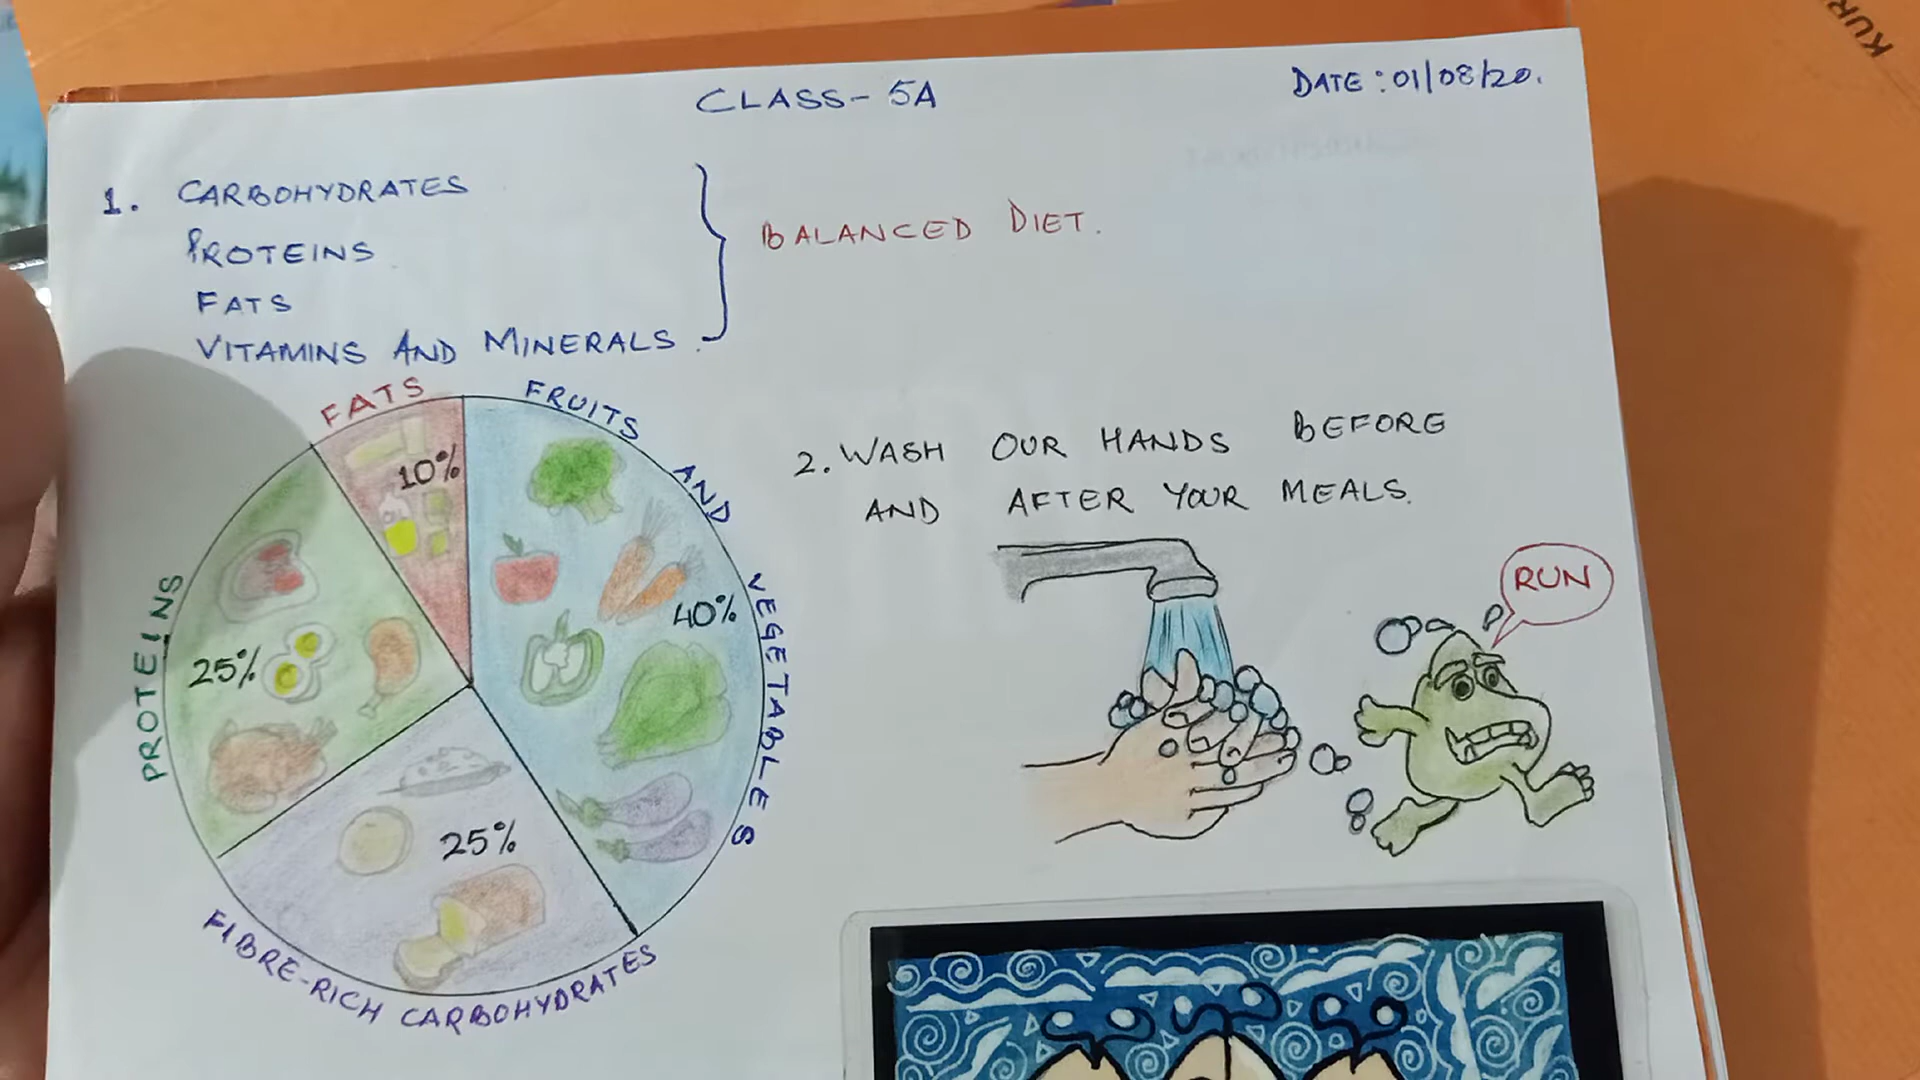 KUR
CLASS- 5A
DATE : 01/08/20.
1. CARBOHYDRATES
PROTEINS
FATS
VITAMINS AND MINERALS.
BALANCED DIET.
FATS
10%
FRUITS AND VEGETABLES
40%
PROTEINS
25%
25%
FIBRE-RICH CARBOHYDRATES
2. WASH OUR HANDS BEFORE
AND AFTER YOUR MEALS.
RUN